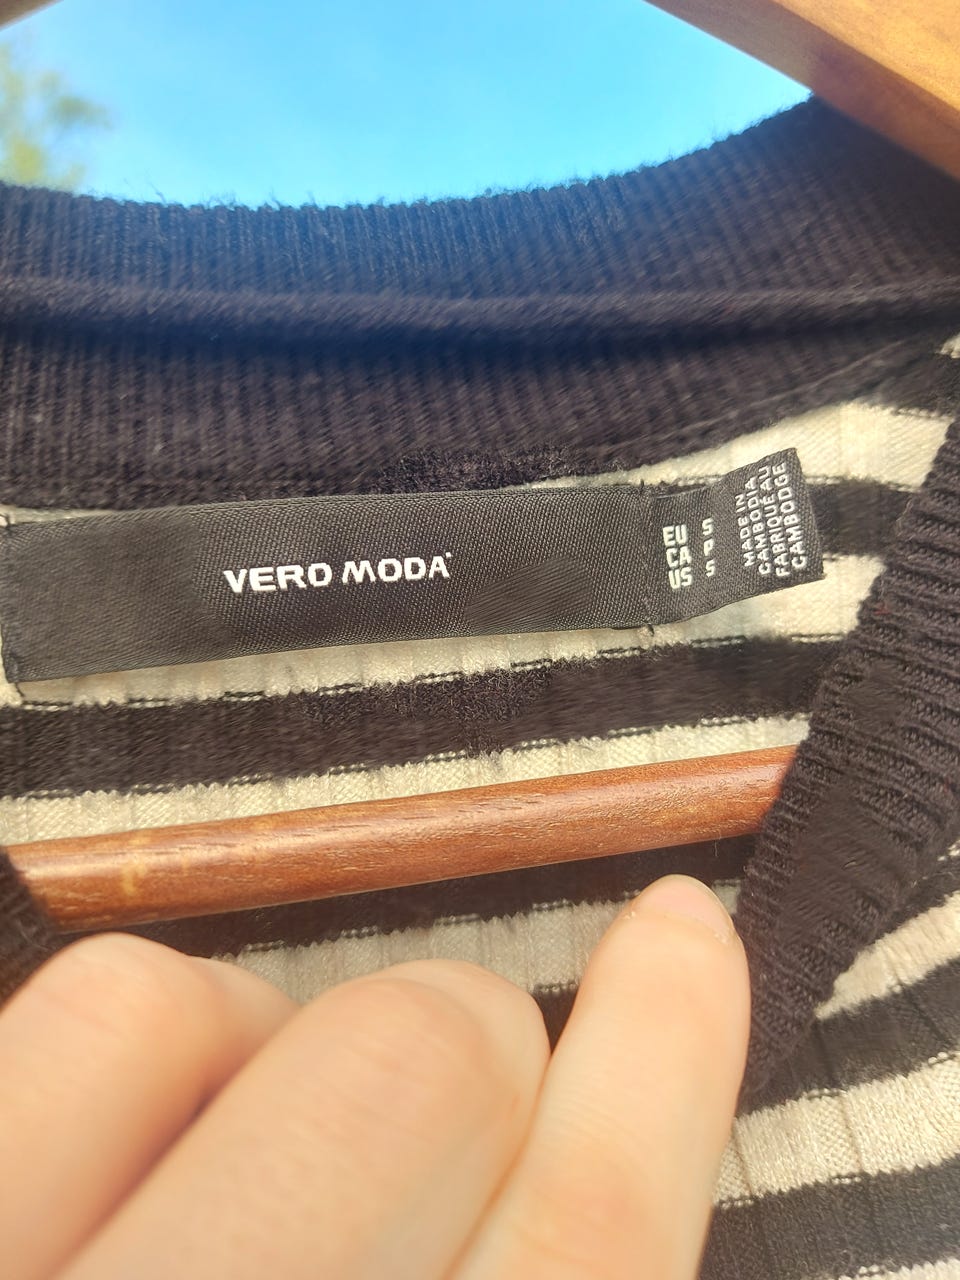 VERO MODA
EU S
CA P
US S
MADE IN
CAMBODIA
FABRIQUÉ AU
CAMBODGE